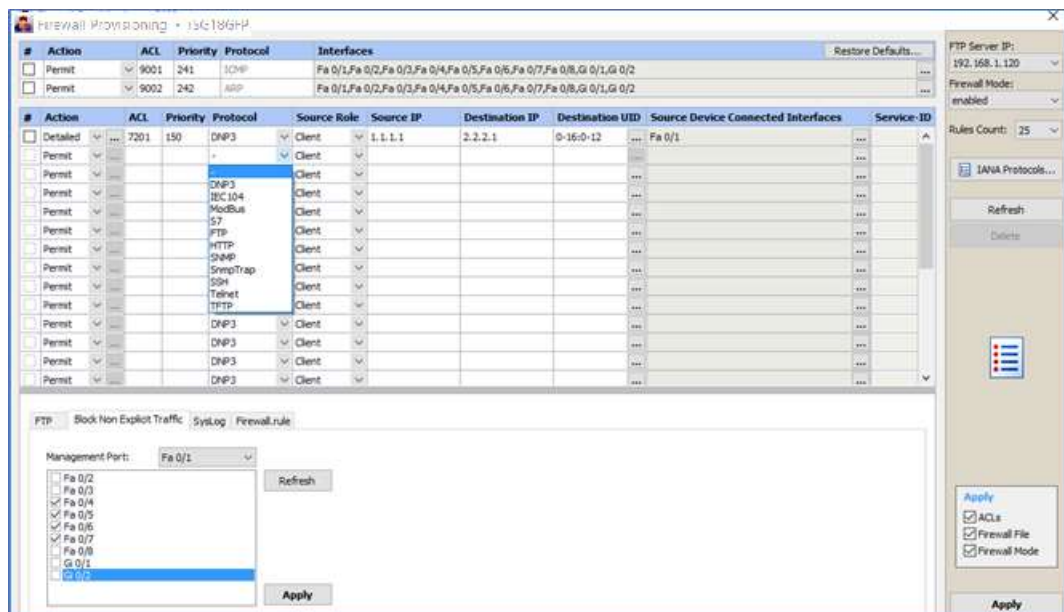 Firewall Provisioning - iSG18GFP
# Action ACL Priority Protocol Interfaces Restore Defaults...
Permit 9001 241 ICMP Fa 0/1,Fa 0/2,Fa 0/3,Fa 0/4,Fa 0/5,Fa 0/6,Fa 0/7,Fa 0/8,Gi 0/1,Gi 0/2 ...
Permit 9002 242 ARP Fa 0/1,Fa 0/2,Fa 0/3,Fa 0/4,Fa 0/5,Fa 0/6,Fa 0/7,Fa 0/8,Gi 0/1,Gi 0/2 ...
# Action ACL Priority Protocol Source Role Source IP Destination IP Destination UID Source Device Connected Interfaces Service-ID
Detailed ... 7201 150 DNP3 Client 1.1.1.1 2.2.2.1 0-16:0-12 ... Fa 0/1 ...
Permit ... - Client ... ...
Permit ... - Client ... ...
Permit ... DNP3 Client ... ...
Permit ... IEC104 Client ... ...
Permit ... ModBus Client ... ...
S7
Permit ... FTP Client ... ...
HTTP
Permit ... SNMP Client ... ...
Permit ... SnmpTrap Client ... ...
SSH
Permit ... Telnet Client ... ...
Permit ... TFTP Client ... ...
Permit ... DNP3 Client ... ...
Permit ... DNP3 Client ... ...
Permit ... DNP3 Client ... ...
Permit ... DNP3 Client ... ...
FTP Block Non Explicit Traffic SysLog Firewall.rule
Management Port: Fa 0/1
Fa 0/2
Fa 0/3
Fa 0/4
Fa 0/5
Fa 0/6
Fa 0/7
Fa 0/8
Gi 0/1
Gi 0/2
Refresh
Apply
FTP Server IP:
192.168.1.120
Firewall Mode:
enabled
Rules Count: 25
IANA Protocols...
Refresh
Delete
Apply
ACLs
Firewall File
Firewall Mode
Apply